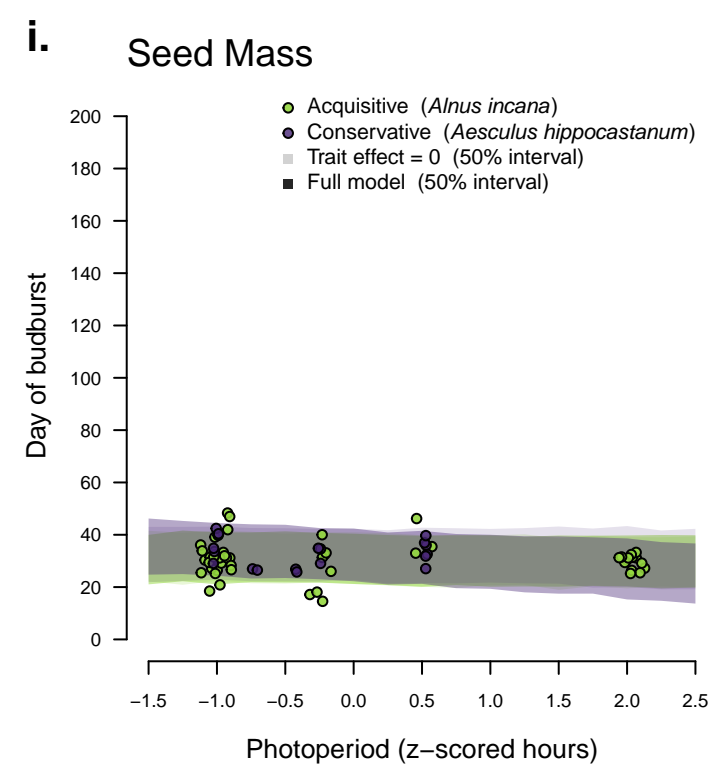 i.
Seed Mass
Acquisitive (Alnus incana)
Conservative (Aesculus hippocastanum)
Trait effect = 0 (50% interval)
Full model (50% interval)
Day of budburst
200
180
160
140
120
100
80
60
40
20
0
−1.5 −1.0 −0.5 0.0 0.5 1.0 1.5 2.0 2.5
Photoperiod (z−scored hours)